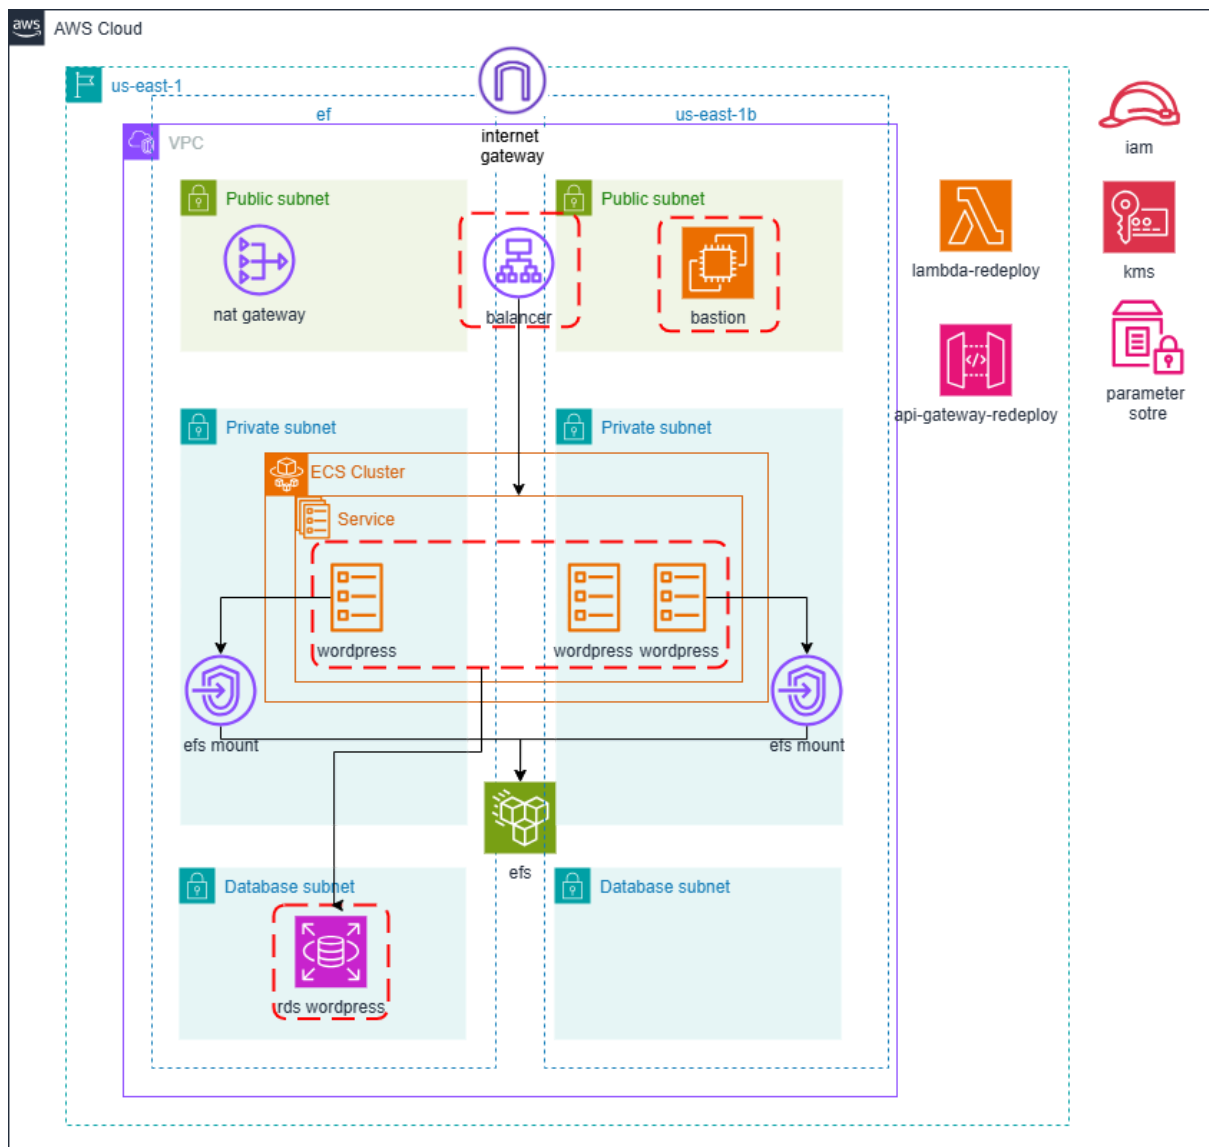 aws
AWS Cloud
us-east-1
ef
us-east-1b
internet
gateway
VPC
iam
Public subnet
Public subnet
nat gateway
balancer
bastion
lambda-redeploy
kms
api-gateway-redeploy
parameter
sotre
Private subnet
Private subnet
ECS Cluster
Service
wordpress
wordpress
wordpress
efs mount
efs mount
efs
Database subnet
Database subnet
rds wordpress